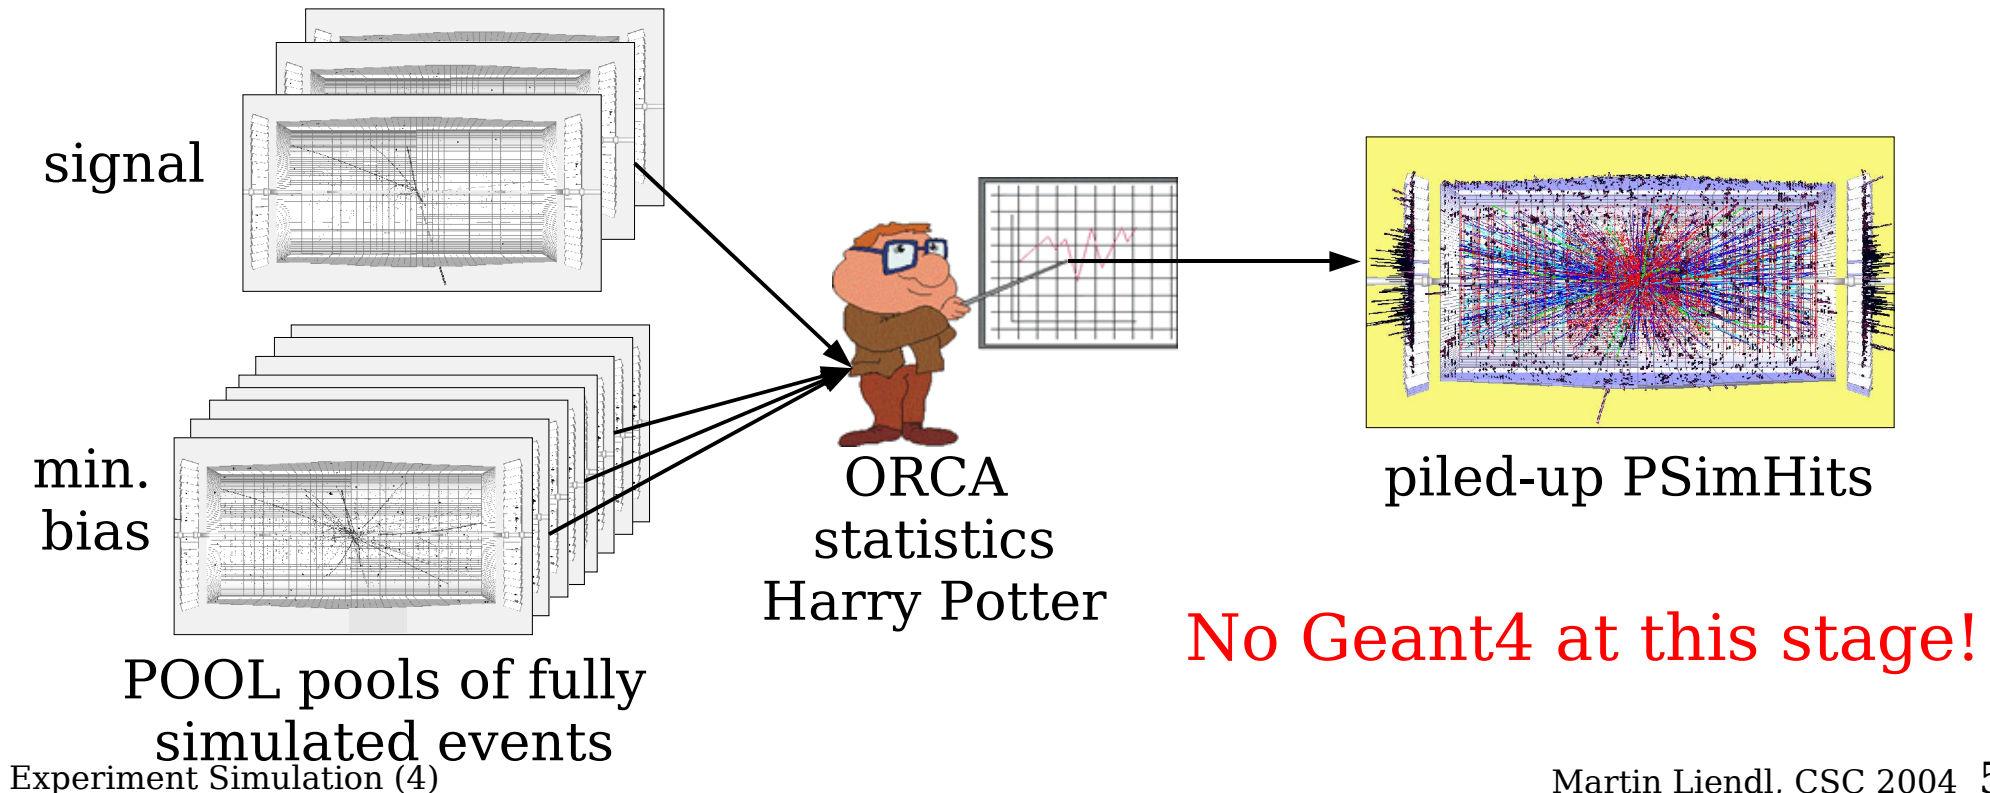 signal
min.
bias
POOL pools of fully
simulated events
ORCA
statistics
Harry Potter
piled-up PSimHits
No Geant4 at this stage!
Experiment Simulation (4)
Martin Liendl, CSC 2004 5